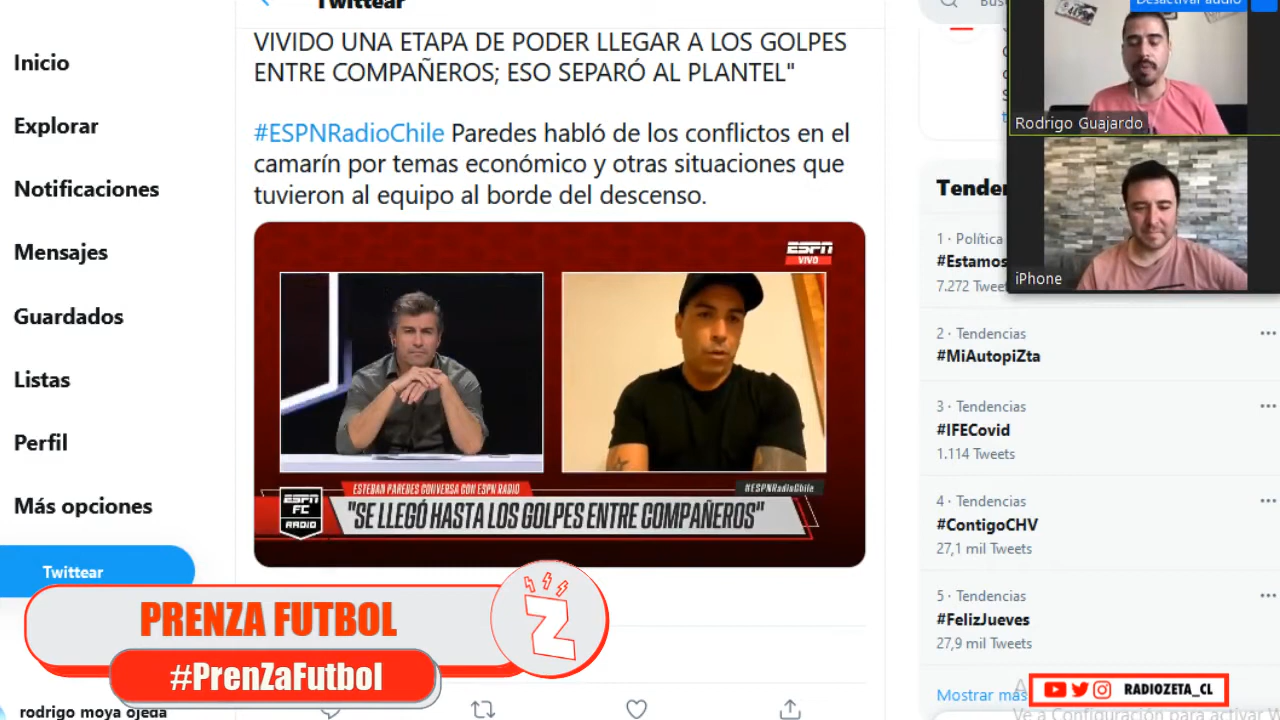 Twittear
Inicio
Explorar
Notificaciones
Mensajes
Guardados
Listas
Perfil
Más opciones
Twittear
rodrigo moya ojeda
VIVIDO UNA ETAPA DE PODER LLEGAR A LOS GOLPES
ENTRE COMPAÑEROS; ESO SEPARÓ AL PLANTEL"
#ESPNRadioChile Paredes habló de los conflictos en el
camarín por temas económico y otras situaciones que
tuvieron al equipo al borde del descenso.
ESPN
VIVO
ESTEBAN PAREDES CONVERSA CON ESPN RADIO
#ESPNRadioChile
ESPN
FC
RADIO
"SE LLEGÓ HASTA LOS GOLPES ENTRE COMPAÑEROS"
PRENZA FUTBOL
#PrenZaFutbol
Z
Desactivar audio
Rodrigo Guajardo
iPhone
Tenden
1 · Política
#Estamos
7.272 Twee
2 · Tendencias
#MiAutopiZta
3 · Tendencias
#IFECovid
1.114 Tweets
4 · Tendencias
#ContigoCHV
27,1 mil Tweets
5 · Tendencias
#FelizJueves
27,9 mil Tweets
Mostrar más
RADIOZETA_CL
Ve a Configuración para activar W